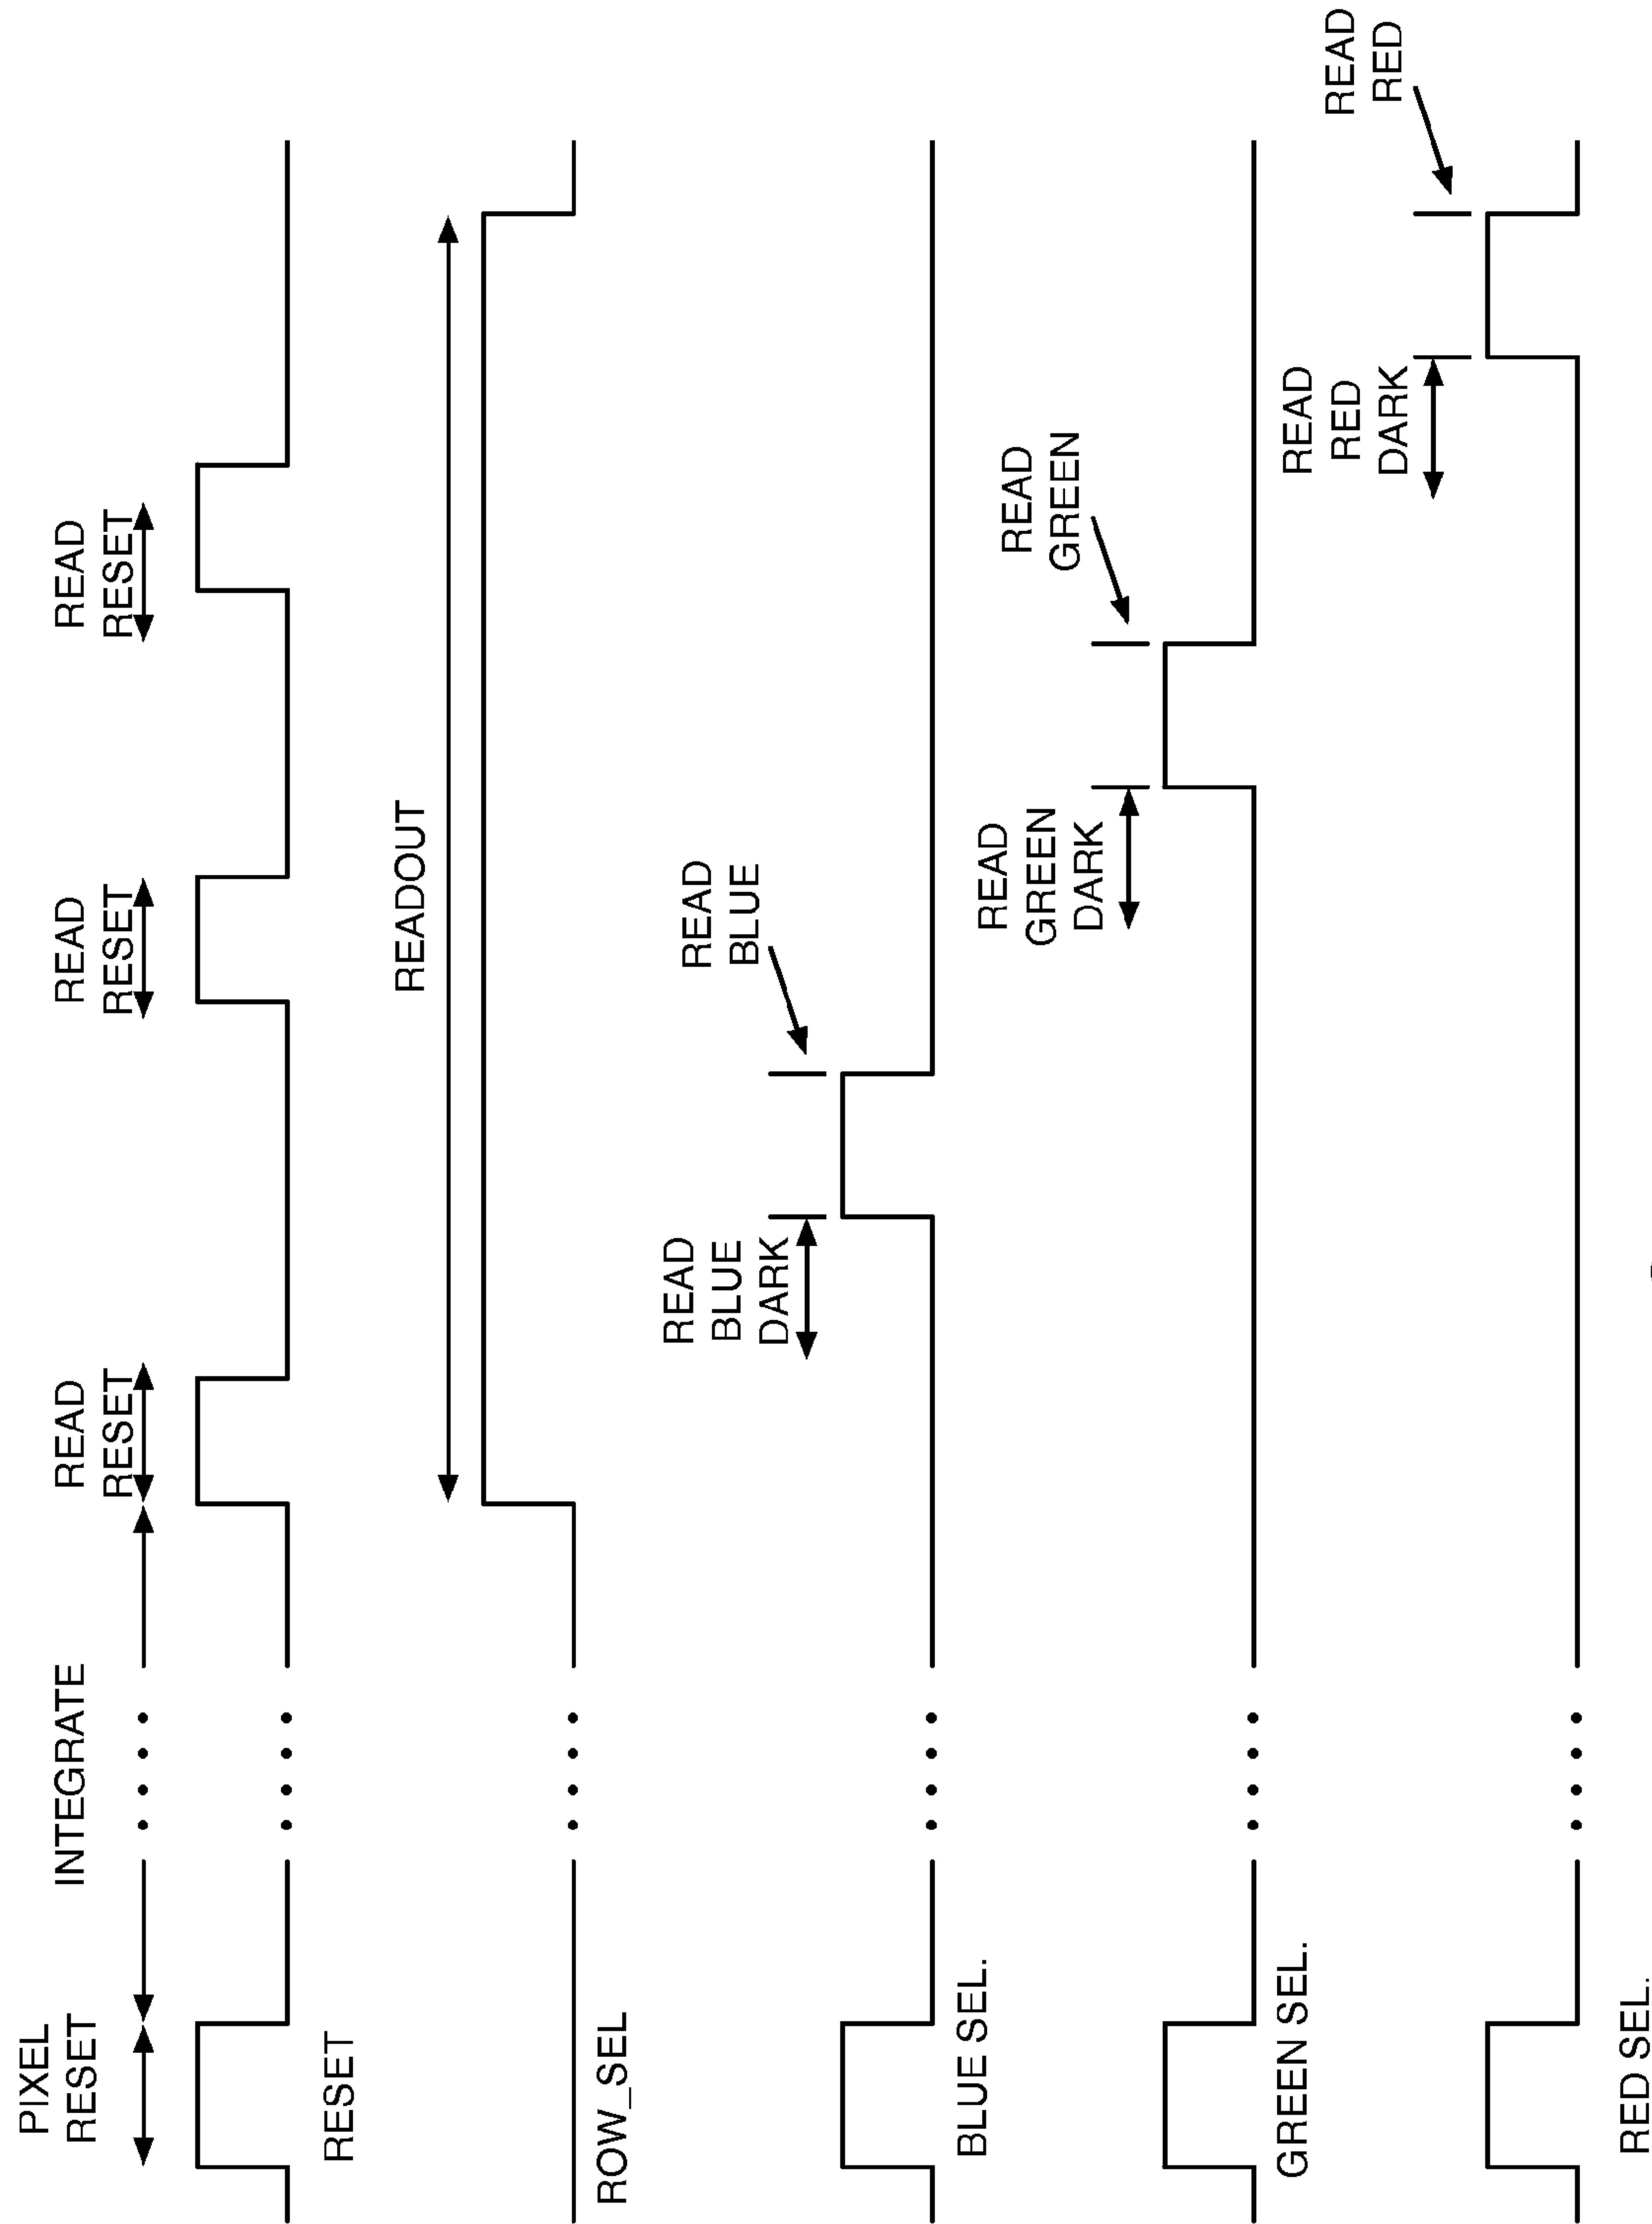 PIXEL
RESET
INTEGRATE
READ
RESET
READ
RESET
READ
RESET
RESET
READOUT
ROW_SEL
READ
BLUE
DARK
READ
BLUE
BLUE SEL.
READ
GREEN
DARK
READ
GREEN
GREEN SEL.
READ
RED
DARK
READ
RED
RED SEL.